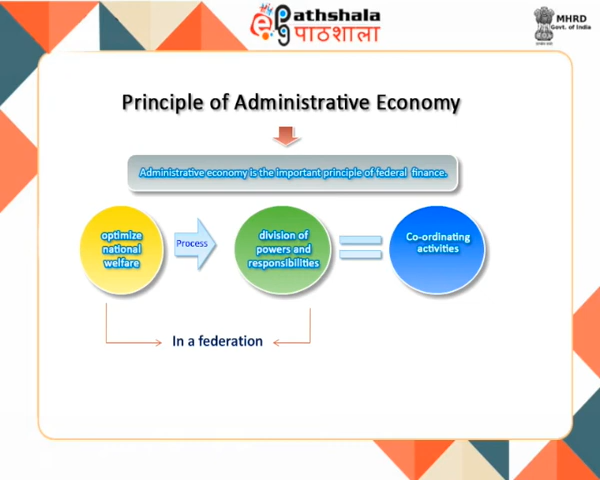 ePathshala
पाठशाला
MHRD
Govt. of India
Principle of Administrative Economy
Administrative economy is the important principle of federal finance.
optimize
national
welfare
Process
division of
powers and
responsibilities
Co-ordinating
activities
In a federation